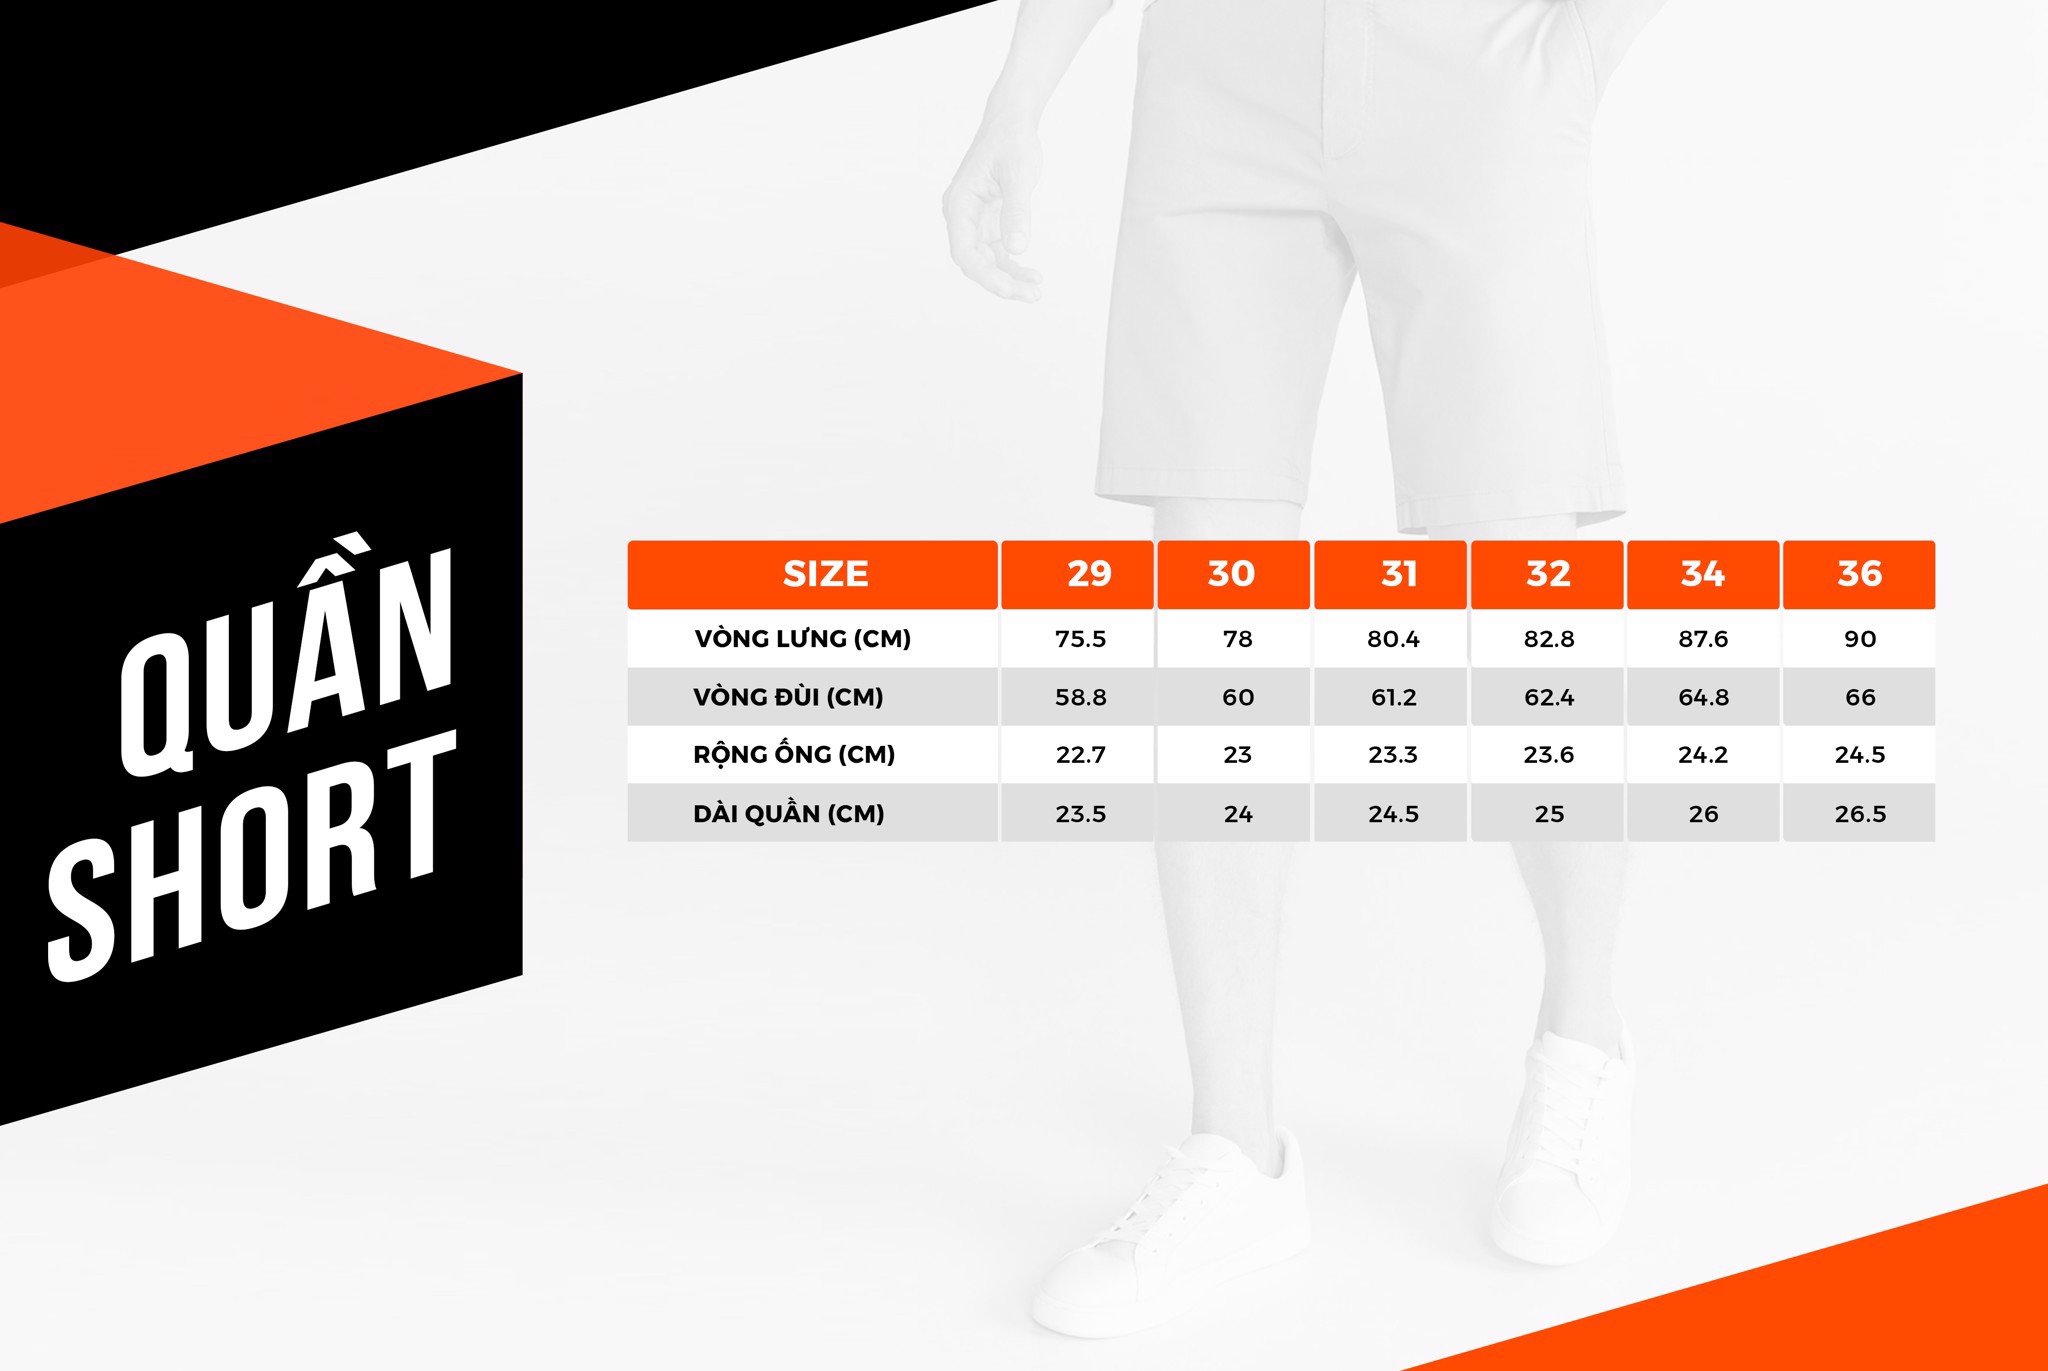 QUẦN
SHORT
SIZE 29 30 31 32 34 36
VÒNG LƯNG (CM) 75.5 78 80.4 82.8 87.6 90
VÒNG ĐÙI (CM) 58.8 60 61.2 62.4 64.8 66
RỘNG ỐNG (CM) 22.7 23 23.3 23.6 24.2 24.5
DÀI QUẦN (CM) 23.5 24 24.5 25 26 26.5